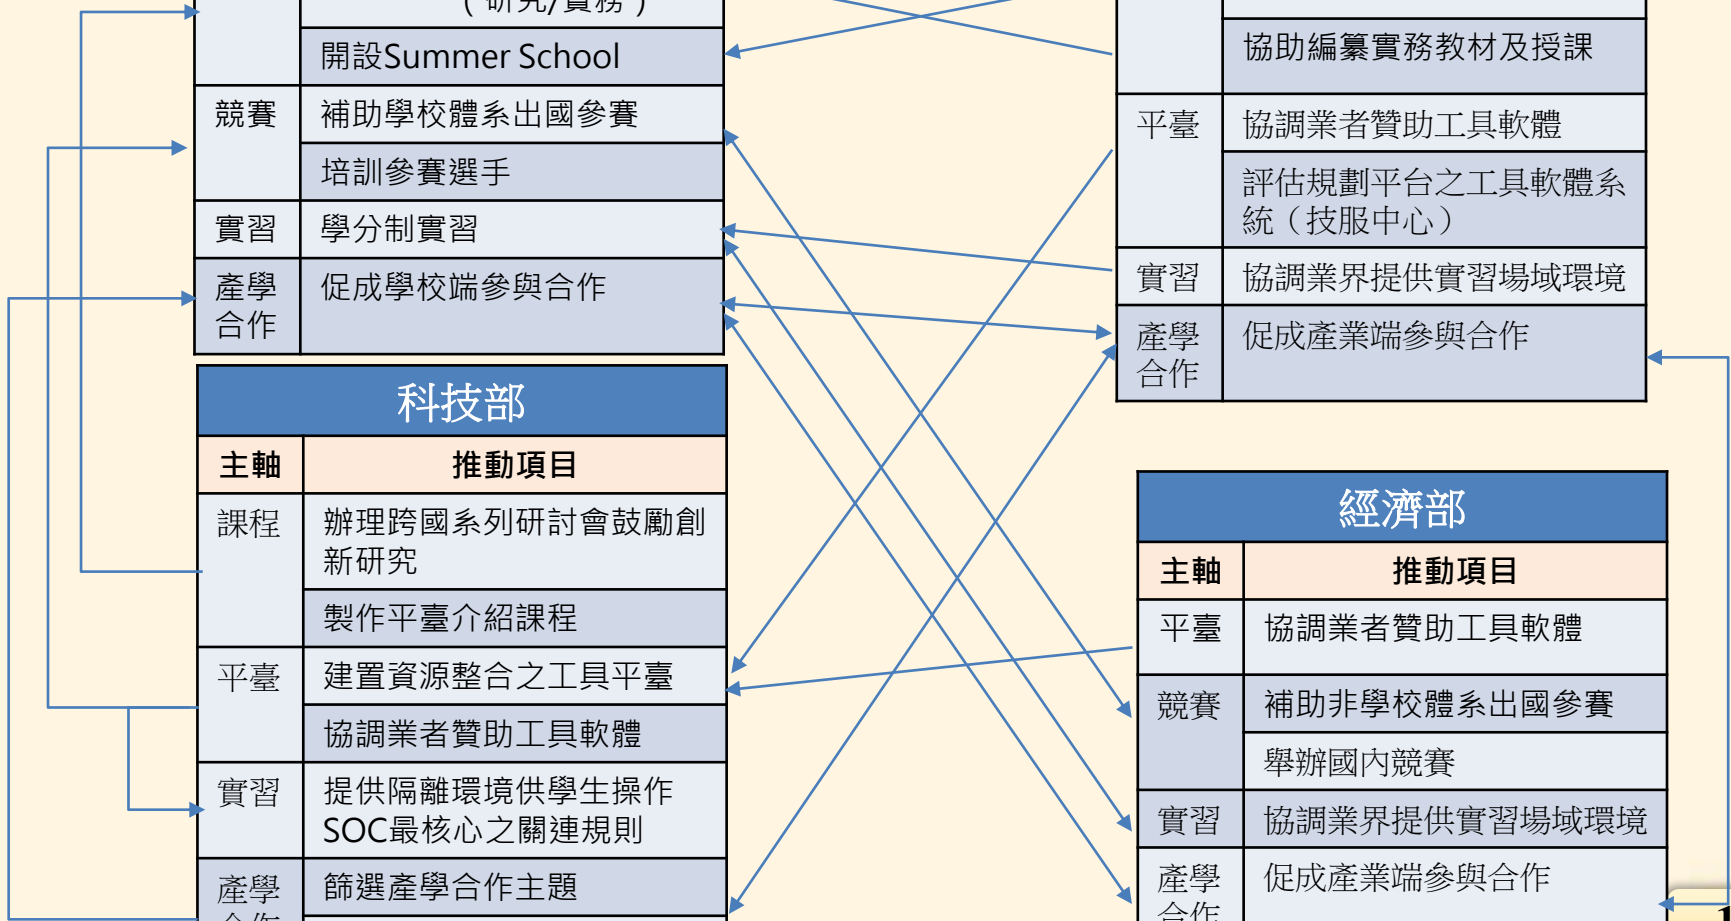 （研究/實務）
開設Summer School
競賽
補助學校體系出國參賽
培訓參賽選手
實習
學分制實習
產學
合作
促成學校端參與合作
協助編纂實務教材及授課
平臺
協調業者贊助工具軟體
評估規劃平台之工具軟體系
統（技服中心）
實習
協調業界提供實習場域環境
產學
合作
促成產業端參與合作
科技部
主軸
推動項目
課程
辦理跨國系列研討會鼓勵創
新研究
製作平臺介紹課程
平臺
建置資源整合之工具平臺
協調業者贊助工具軟體
實習
提供隔離環境供學生操作
SOC最核心之關連規則
產學
合作
篩選產學合作主題
經濟部
主軸
推動項目
平臺
協調業者贊助工具軟體
競賽
補助非學校體系出國參賽
舉辦國內競賽
實習
協調業界提供實習場域環境
產學
合作
促成產業端參與合作